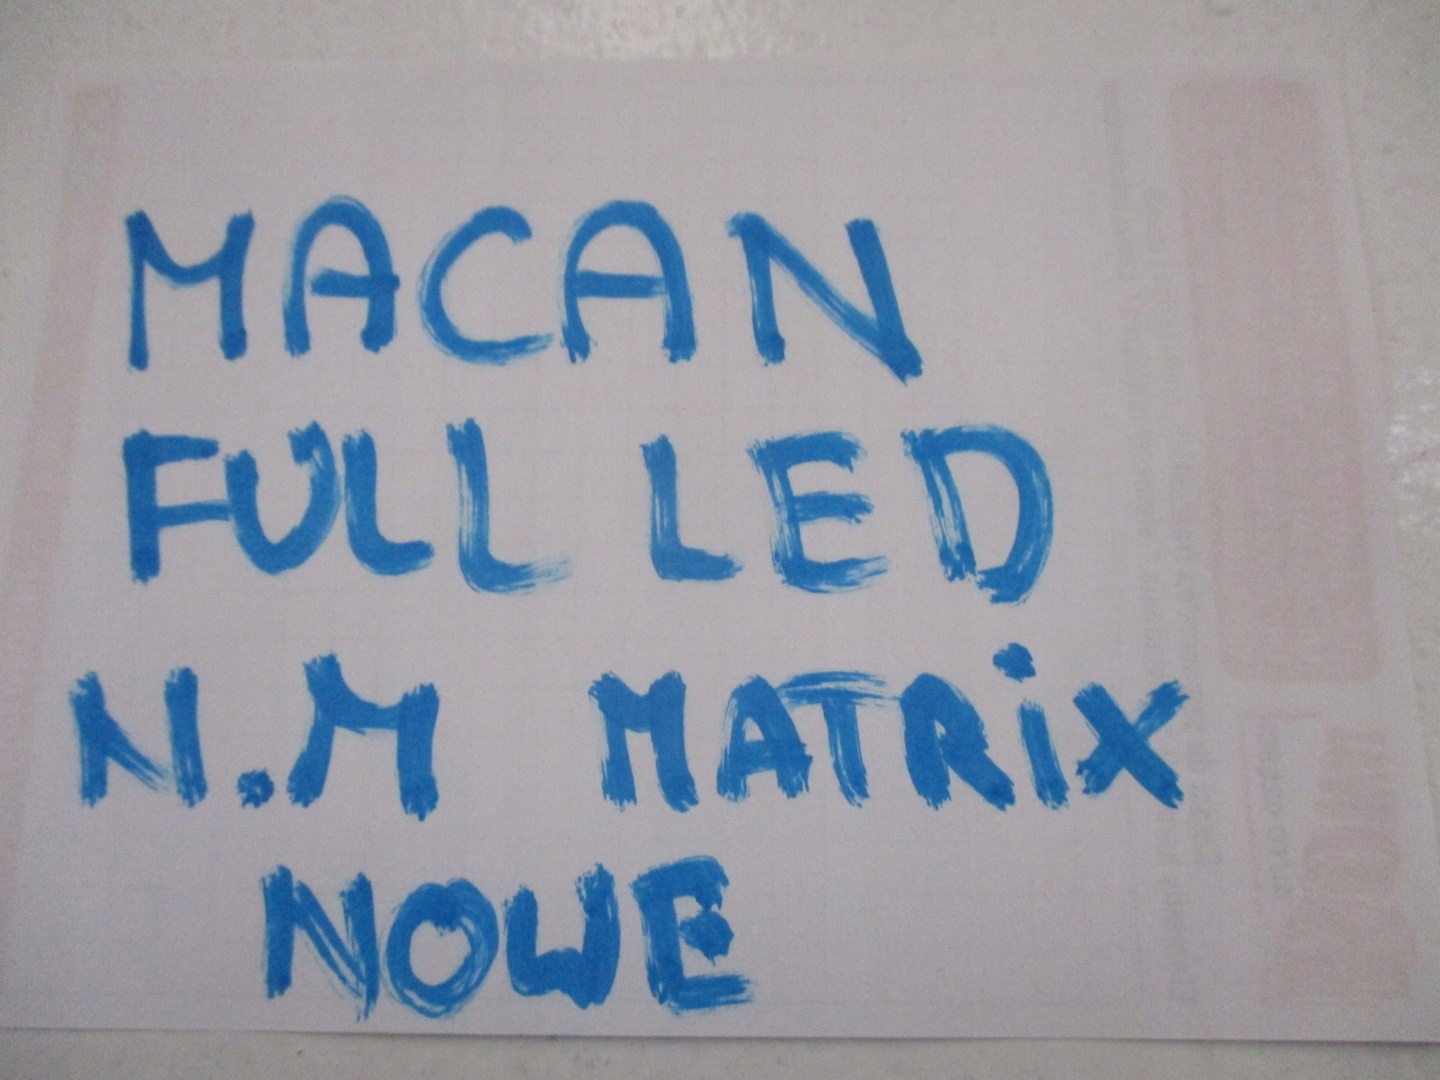 MACAN
FULL LED
N.M MATRiX
NOWE